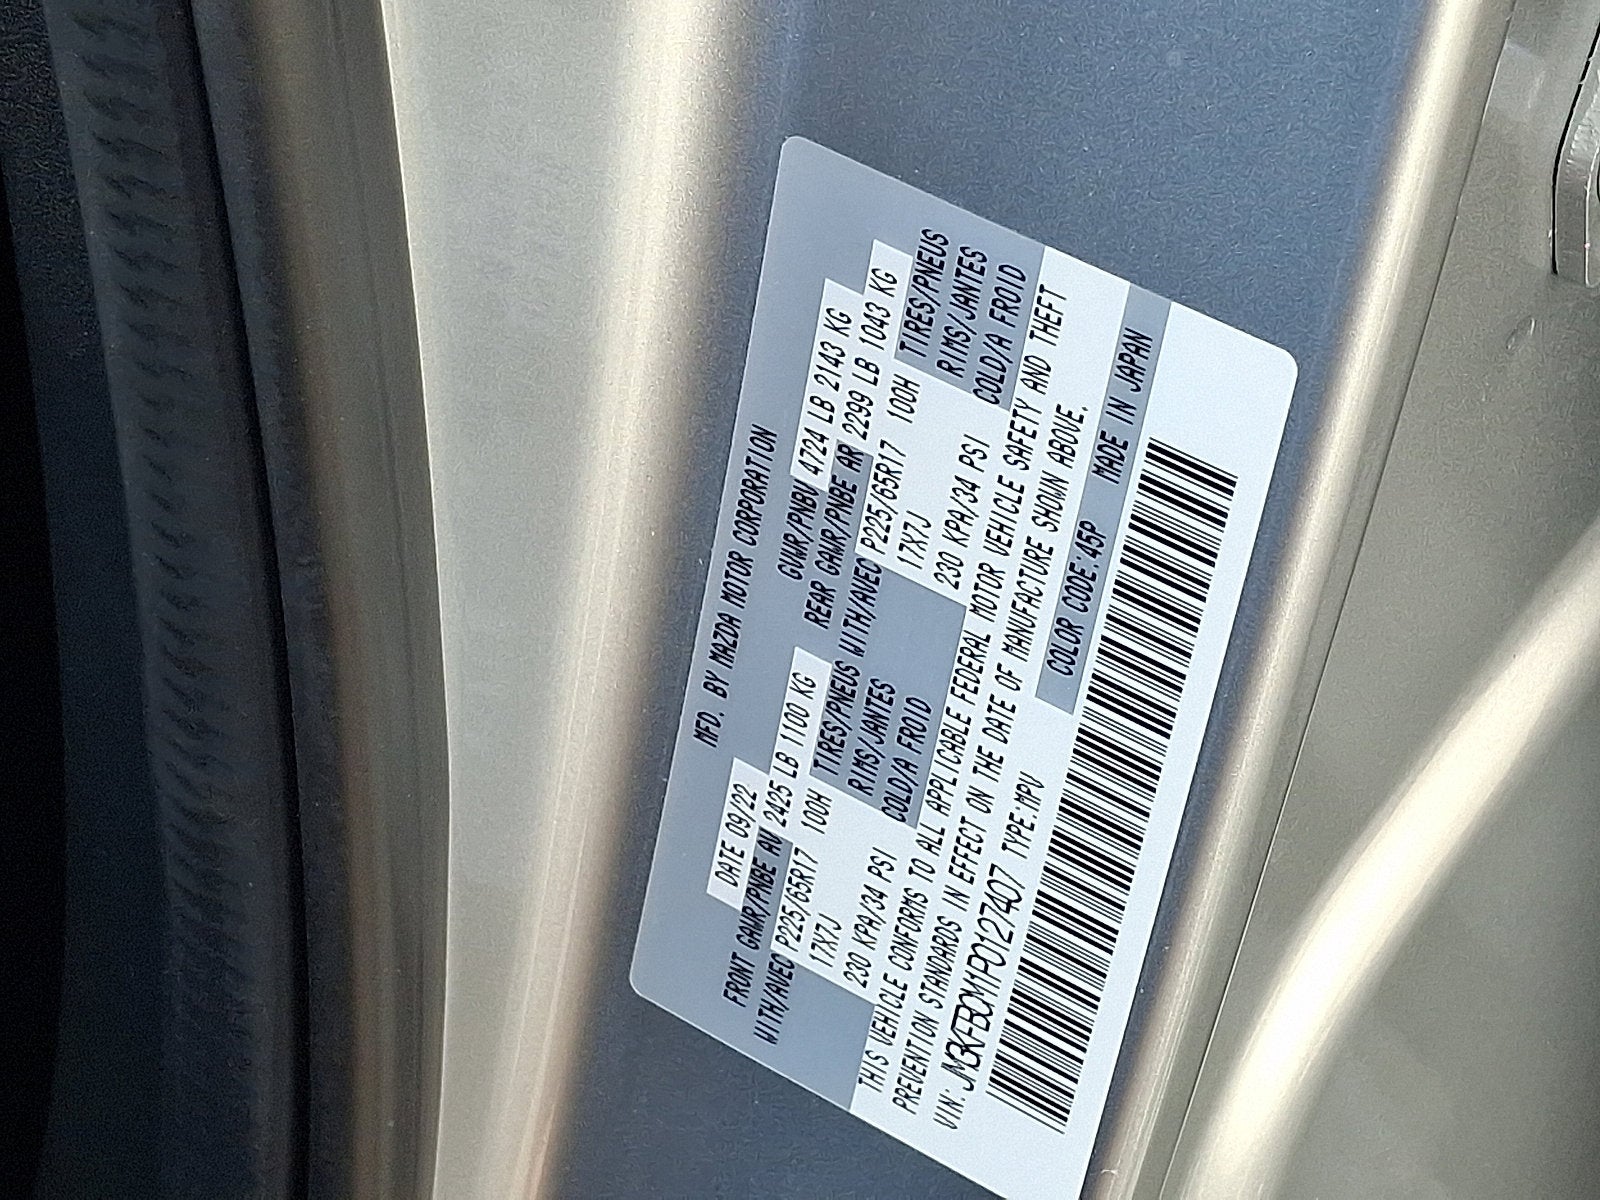 MFD. BY MAZDA MOTOR CORPORATION
DATE 09/22 GVWR/PNBV 4724 LB 2143 KG
FRONT GAWR/PNBE AV 2425 LB 1100 KG REAR GAWR/PNBE AR 2299 LB 1043 KG
WITH/AVEC P225/65R17 100H TIRES/PNEUS WITH/AVEC P225/65R17 100H TIRES/PNEUS
17X7J RIMS/JANTES 17X7J RIMS/JANTES
230 KPA/34 PSI COLD/A FROID 230 KPA/34 PSI COLD/A FROID
THIS VEHICLE CONFORMS TO ALL APPLICABLE FEDERAL MOTOR VEHICLE SAFETY AND THEFT
PREVENTION STANDARDS IN EFFECT ON THE DATE OF MANUFACTURE SHOWN ABOVE.
VIN: JM3KFBCM1P0127407 TYPE:MPV COLOR CODE:45P MADE IN JAPAN